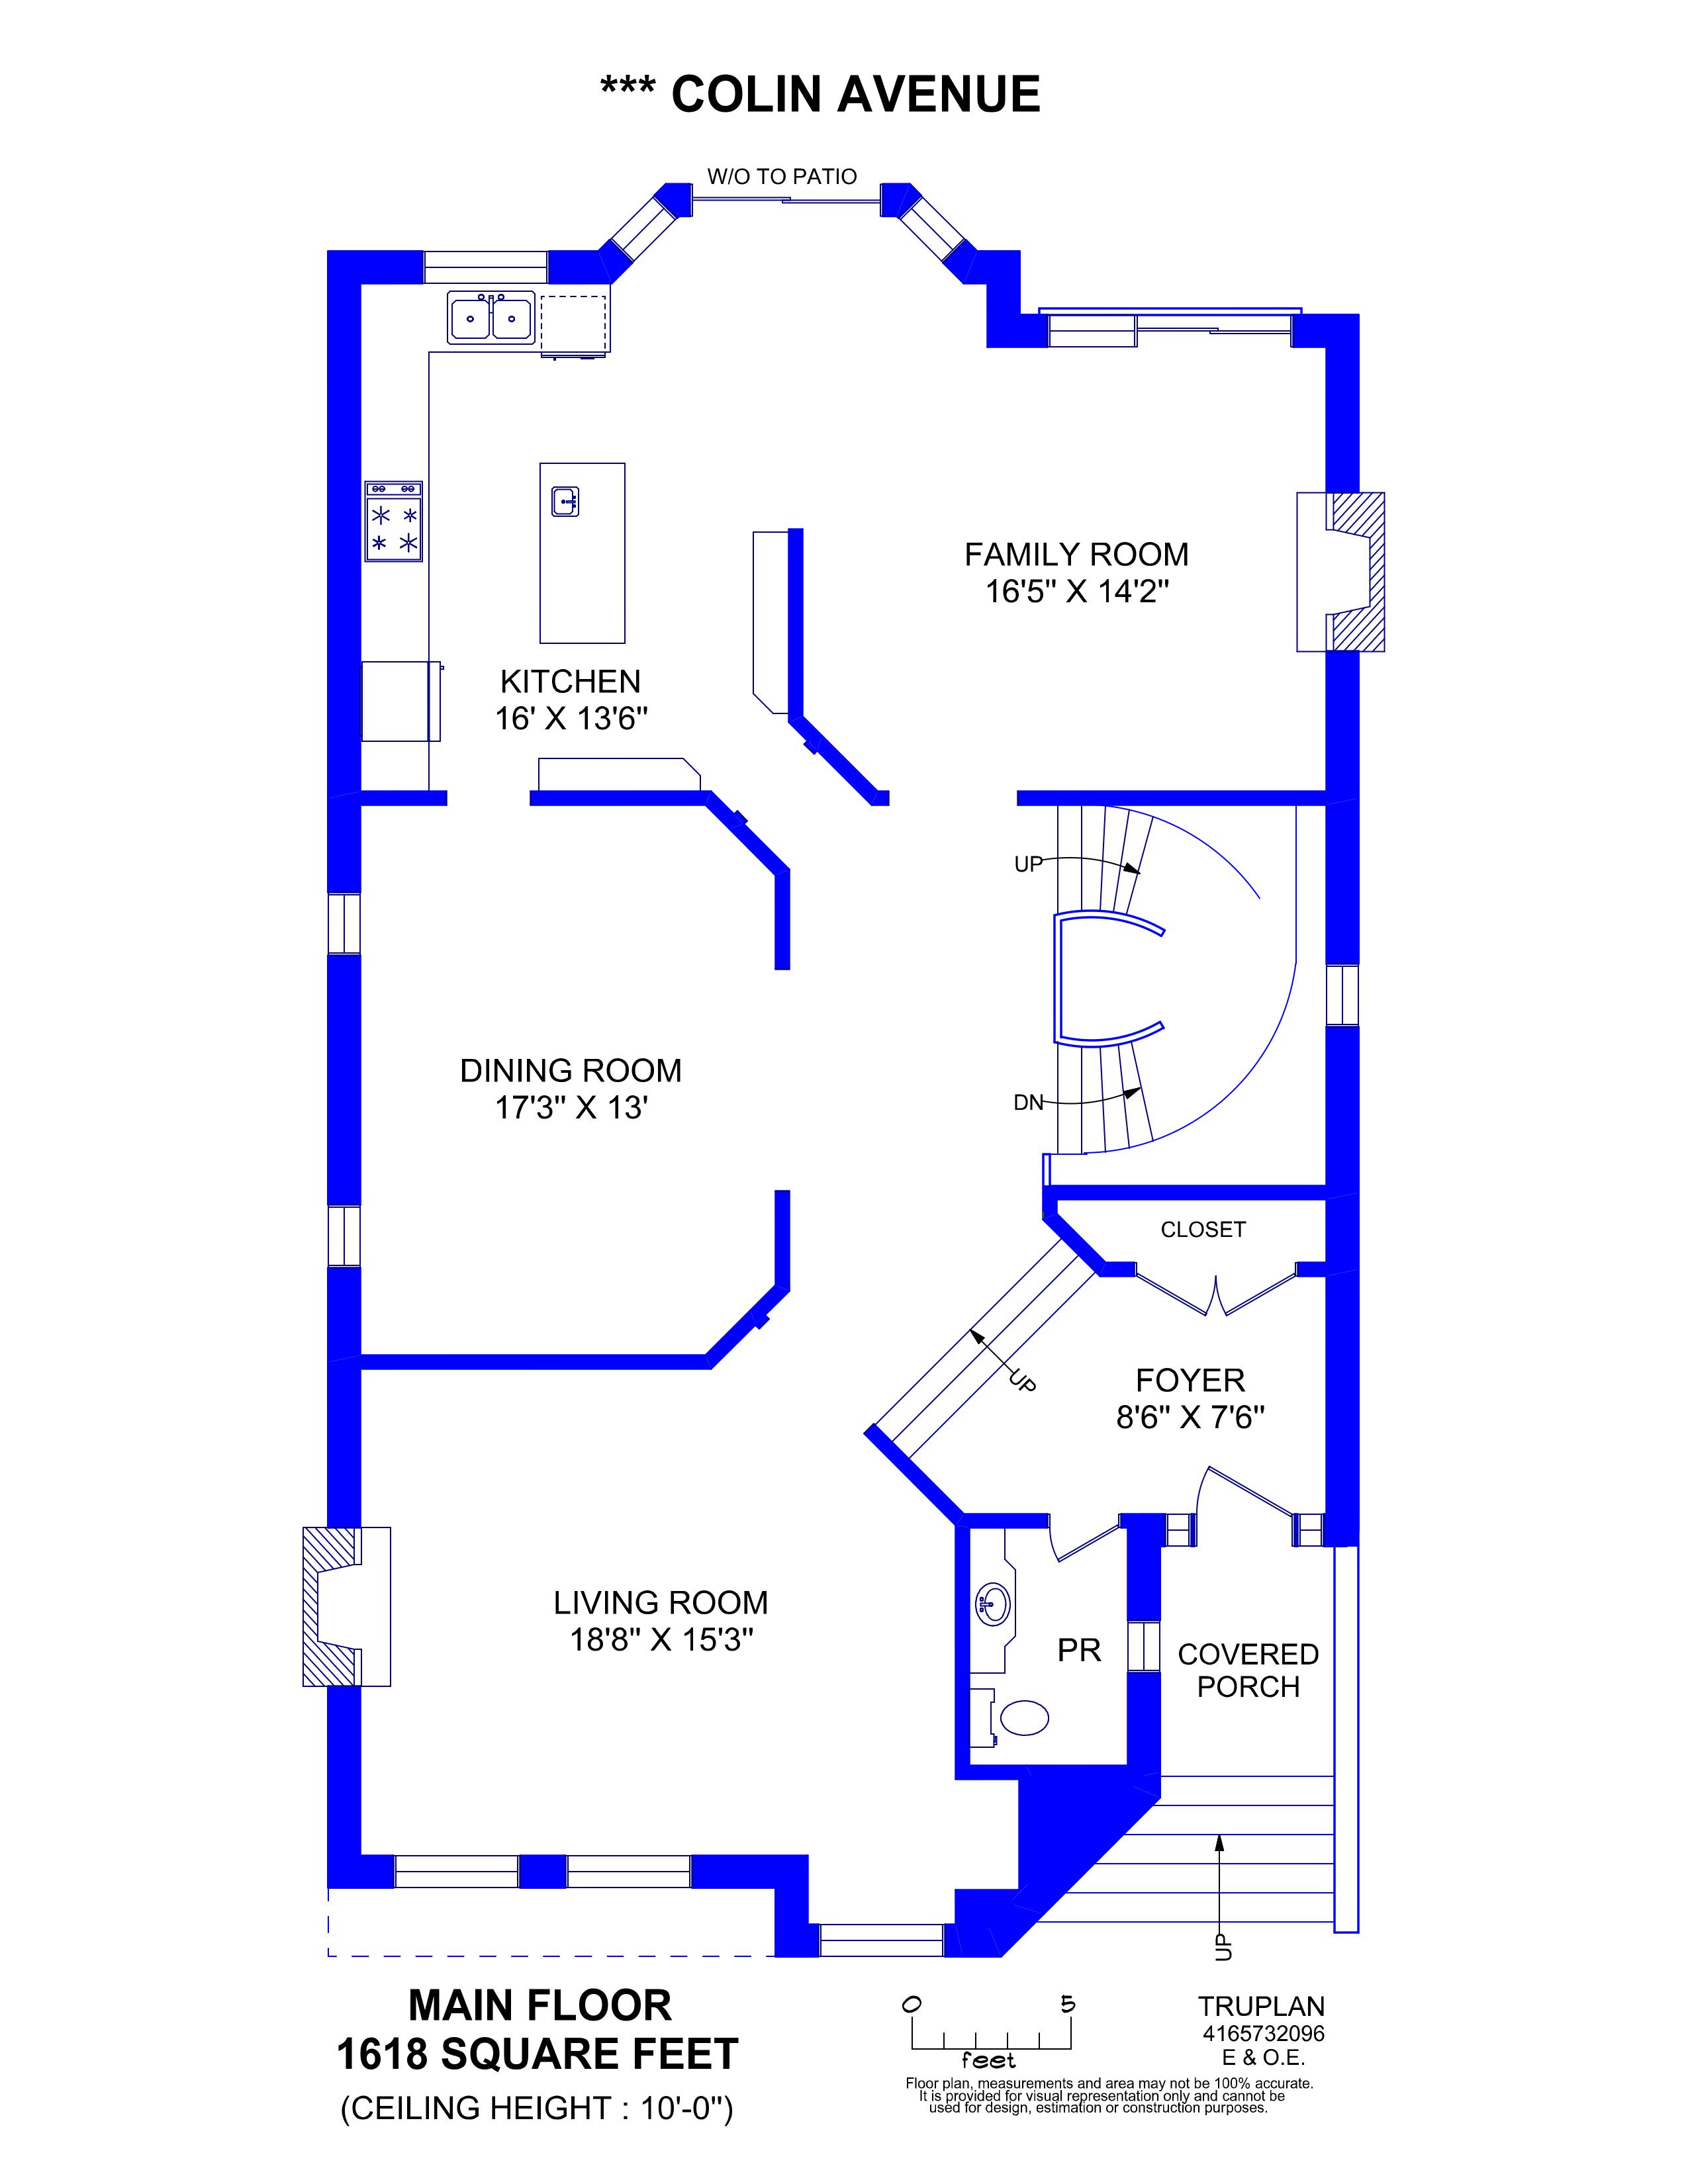 *** COLIN AVENUE
W/O TO PATIO
FAMILY ROOM
16'5" X 14'2"
KITCHEN
16' X 13'6"
UP
DINING ROOM
17'3" X 13'
DN
CLOSET
UP
FOYER
8'6" X 7'6"
LIVING ROOM
18'8" X 15'3"
PR
COVERED
PORCH
UP
MAIN FLOOR
1618 SQUARE FEET
(CEILING HEIGHT : 10'-0")
0 5
feet
TRUPLAN
4165732096
E & O.E.
Floor plan, measurements and area may not be 100% accurate.
It is provided for visual representation only and cannot be
used for design, estimation or construction purposes.